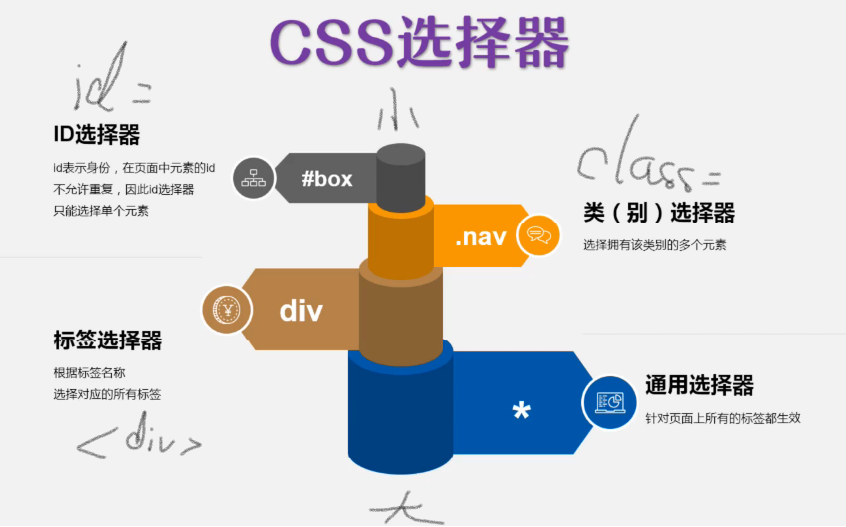 CSS选择器
id=
ID选择器
id表示身份，在页面中元素的id
不允许重复，因此id选择器
只能选择单个元素
小
#box
class=
类（别）选择器
选择拥有该类别的多个元素
.nav
div
标签选择器
根据标签名称
选择对应的所有标签
<div>
*
通用选择器
针对页面上所有的标签都生效
大